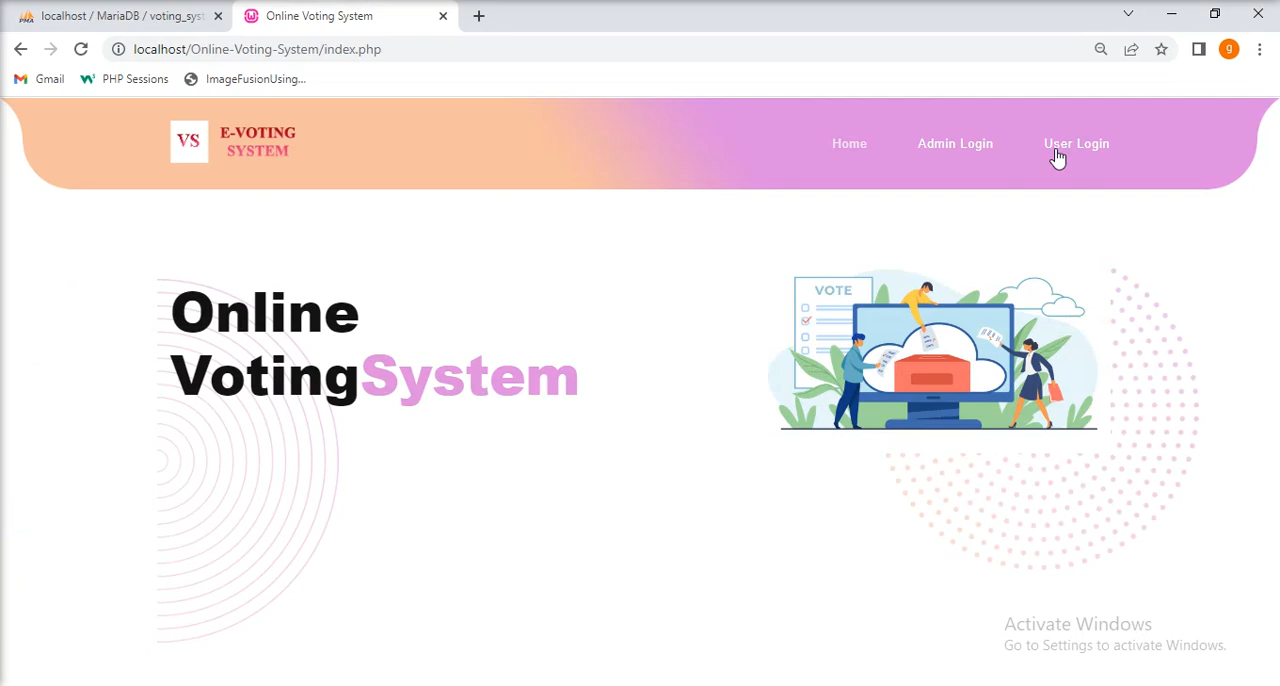 localhost / MariaDB / voting_syst
Online Voting System
localhost/Online-Voting-System/index.php
g
Gmail
PHP Sessions
ImageFusionUsing...
VS
E-VOTING
SYSTEM
Home
Admin Login
User Login
Online
VotingSystem
VOTE
Activate Windows
Go to Settings to activate Windows.